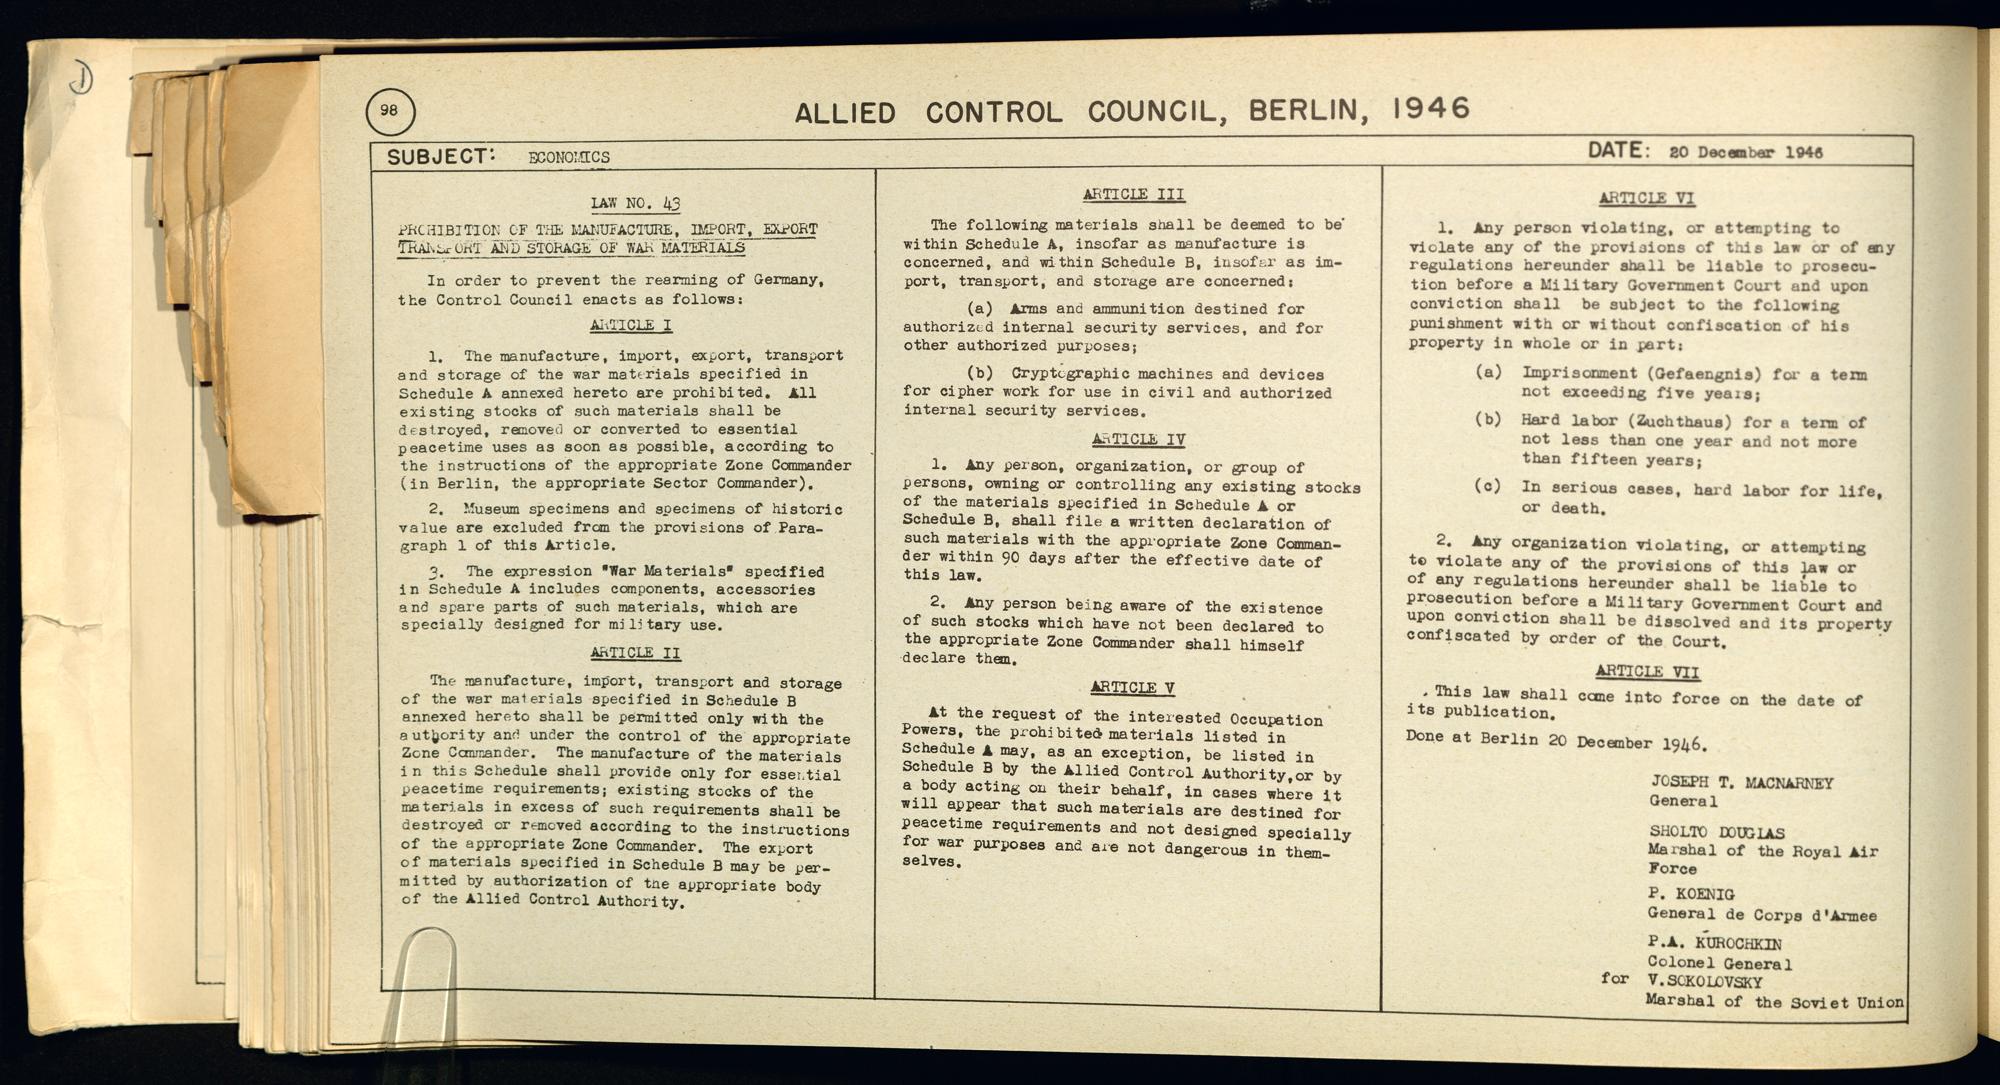 98
ALLIED CONTROL COUNCIL, BERLIN, 1946
SUBJECT: ECONOMICS
DATE: 20 December 1946
LAW NO. 43
PROHIBITION OF THE MANUFACTURE, IMPORT, EXPORT
TRANSPORT AND STORAGE OF WAR MATERIALS
In order to prevent the rearming of Germany,
the Control Council enacts as follows:
ARTICLE I
1. The manufacture, import, export, transport
and storage of the war materials specified in
Schedule A annexed hereto are prohibited. All
existing stocks of such materials shall be
destroyed, removed or converted to essential
peacetime uses as soon as possible, according to
the instructions of the appropriate Zone Commander
(in Berlin, the appropriate Sector Commander).
2. Museum specimens and specimens of historic
value are excluded from the provisions of Para-
graph 1 of this Article.
3. The expression "War Materials" specified
in Schedule A includes components, accessories
and spare parts of such materials, which are
specially designed for military use.
ARTICLE II
The manufacture, import, transport and storage
of the war materials specified in Schedule B
annexed hereto shall be permitted only with the
authority and under the control of the appropriate
Zone Commander. The manufacture of the materials
in this Schedule shall provide only for essential
peacetime requirements; existing stocks of the
materials in excess of such requirements shall be
destroyed or removed according to the instructions
of the appropriate Zone Commander. The export
of materials specified in Schedule B may be per-
mitted by authorization of the appropriate body
of the Allied Control Authority.
ARTICLE III
The following materials shall be deemed to be
within Schedule A, insofar as manufacture is
concerned, and within Schedule B, insofar as im-
port, transport, and storage are concerned:
(a) Arms and ammunition destined for
authorized internal security services, and for
other authorized purposes;
(b) Cryptographic machines and devices
for cipher work for use in civil and authorized
internal security services.
ARTICLE IV
1. Any person, organization, or group of
persons, owning or controlling any existing stocks
of the materials specified in Schedule A or
Schedule B, shall file a written declaration of
such materials with the appropriate Zone Comman-
der within 90 days after the effective date of
this law.
2. Any person being aware of the existence
of such stocks which have not been declared to
the appropriate Zone Commander shall himself
declare them.
ARTICLE V
At the request of the interested Occupation
Powers, the prohibited materials listed in
Schedule A may, as an exception, be listed in
Schedule B by the Allied Control Authority,or by
a body acting on their behalf, in cases where it
will appear that such materials are destined for
peacetime requirements and not designed specially
for war purposes and are not dangerous in them-
selves.
ARTICLE VI
1. Any person violating, or attempting to
violate any of the provisions of this law or of any
regulations hereunder shall be liable to prosecu-
tion before a Military Government Court and upon
conviction shall be subject to the following
punishment with or without confiscation of his
property in whole or in part:
(a) Imprisonment (Gefaengnis) for a term
not exceeding five years;
(b) Hard labor (Zuchthaus) for a term of
not less than one year and not more
than fifteen years;
(c) In serious cases, hard labor for life,
or death.
2. Any organization violating, or attempting
to violate any of the provisions of this law or
of any regulations hereunder shall be liable to
prosecution before a Military Government Court and
upon conviction shall be dissolved and its property
confiscated by order of the Court.
ARTICLE VII
This law shall come into force on the date of
its publication.
Done at Berlin 20 December 1946.
JOSEPH T. MACNARNEY
General
SHOLTO DOUGLAS
Marshal of the Royal Air
Force
P. KOENIG
General de Corps d'Armee
P.A. KUROCHKIN
Colonel General
for V.SOKOLOVSKY
Marshal of the Soviet Union